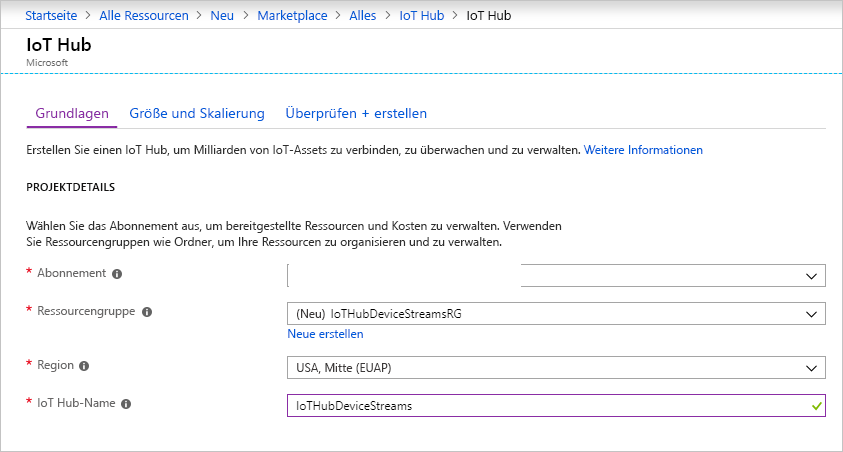 Startseite > Alle Ressourcen > Neu > Marketplace > Alles > IoT Hub > IoT Hub
IoT Hub
Microsoft
Grundlagen Größe und Skalierung Überprüfen + erstellen
Erstellen Sie einen IoT Hub, um Milliarden von IoT-Assets zu verbinden, zu überwachen und zu verwalten. Weitere Informationen
PROJEKTDETAILS
Wählen Sie das Abonnement aus, um bereitgestellte Ressourcen und Kosten zu verwalten. Verwenden
Sie Ressourcengruppen wie Ordner, um Ihre Ressourcen zu organisieren und zu verwalten.
* Abonnement
* Ressourcengruppe (Neu) IoTHubDeviceStreamsRG
Neue erstellen
* Region USA, Mitte (EUAP)
* IoT Hub-Name IoTHubDeviceStreams